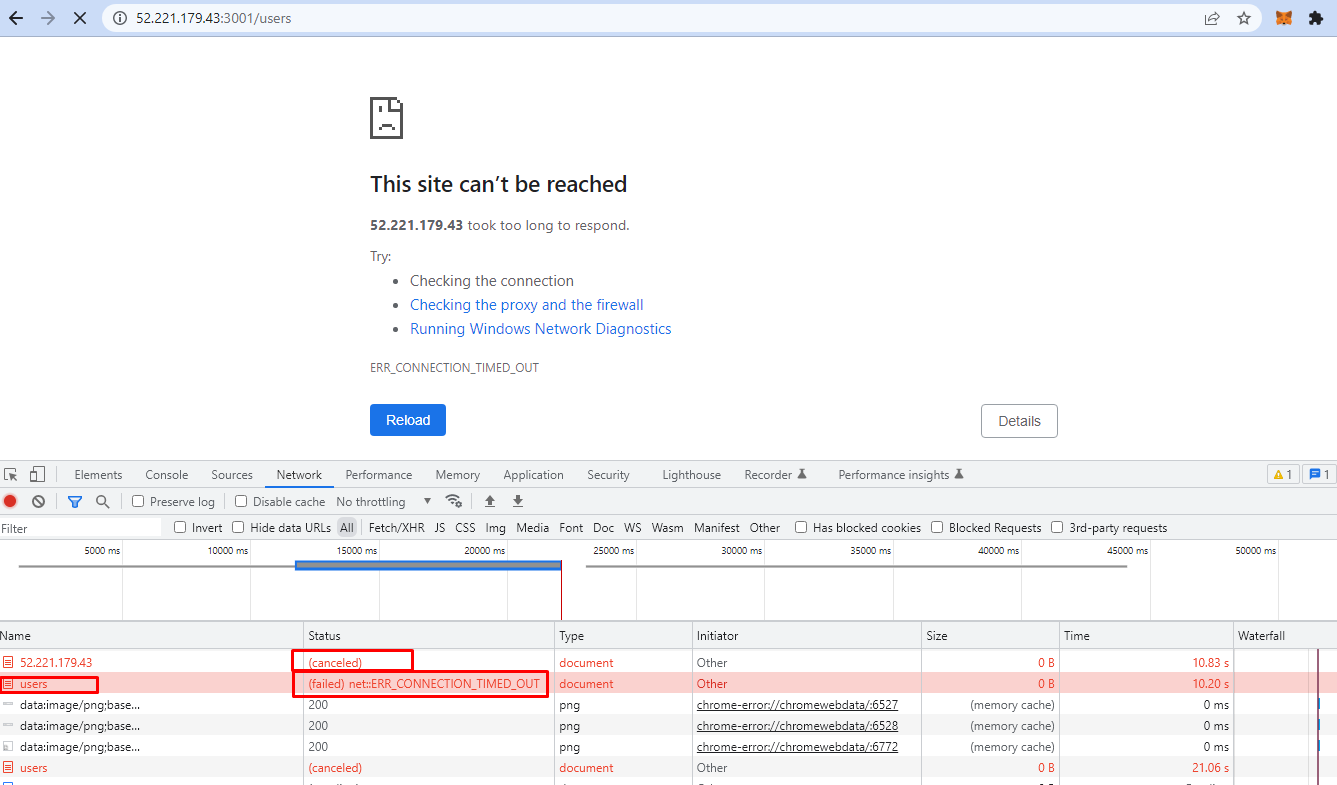 52.221.179.43:3001/users
This site can’t be reached
52.221.179.43 took too long to respond.
Try:
Checking the connection
Checking the proxy and the firewall
Running Windows Network Diagnostics
ERR_CONNECTION_TIMED_OUT
Reload
Details
Elements Console Sources Network Performance Memory Application Security Lighthouse Recorder Performance insights 1 1
Preserve log Disable cache No throttling
Filter Invert Hide data URLs All Fetch/XHR JS CSS Img Media Font Doc WS Wasm Manifest Other Has blocked cookies Blocked Requests 3rd-party requests
5000 ms 10000 ms 15000 ms 20000 ms 25000 ms 30000 ms 35000 ms 40000 ms 45000 ms 50000 ms
Name Status Type Initiator Size Time Waterfall
52.221.179.43 (canceled) document Other 0 B 10.83 s
users (failed) net::ERR_CONNECTION_TIMED_OUT document Other 0 B 10.20 s
data:image/png;base... 200 png chrome-error://chromewebdata/:6527 (memory cache) 0 ms
data:image/png;base... 200 png chrome-error://chromewebdata/:6528 (memory cache) 0 ms
data:image/png;base... 200 png chrome-error://chromewebdata/:6772 (memory cache) 0 ms
users (canceled) document Other 0 B 21.06 s